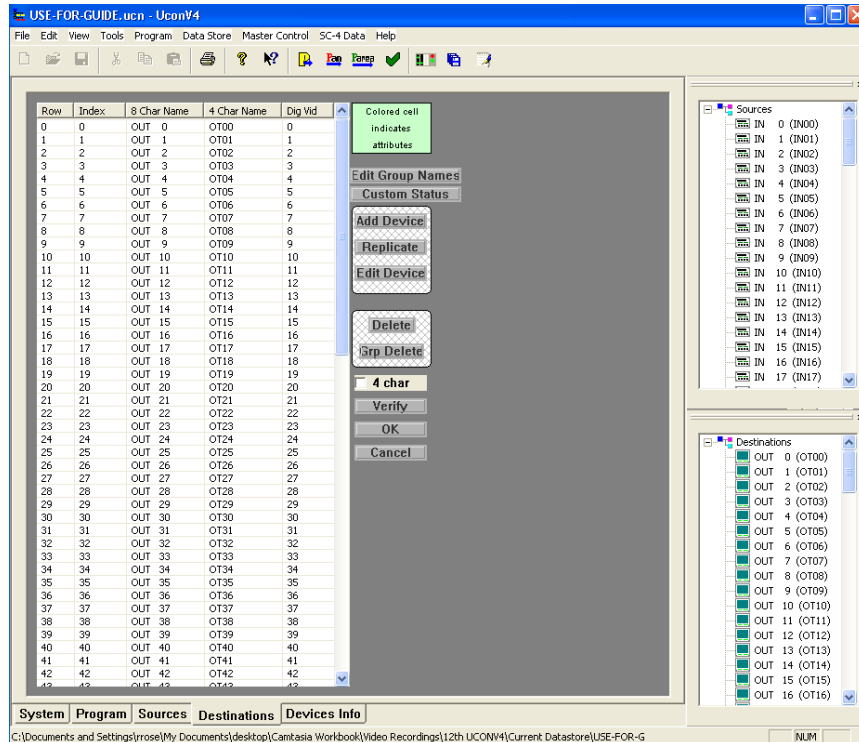 USE-FOR-GUIDE.ucn - UconV4
File Edit View Tools Program Data Store Master Control SC-4 Data Help
Pan Parea
Row Index 8 Char Name 4 Char Name Dig Vid
0 0 OUT 0 OT00 0
1 1 OUT 1 OT01 1
2 2 OUT 2 OT02 2
3 3 OUT 3 OT03 3
4 4 OUT 4 OT04 4
5 5 OUT 5 OT05 5
6 6 OUT 6 OT06 6
7 7 OUT 7 OT07 7
8 8 OUT 8 OT08 8
9 9 OUT 9 OT09 9
10 10 OUT 10 OT10 10
11 11 OUT 11 OT11 11
12 12 OUT 12 OT12 12
13 13 OUT 13 OT13 13
14 14 OUT 14 OT14 14
15 15 OUT 15 OT15 15
16 16 OUT 16 OT16 16
17 17 OUT 17 OT17 17
18 18 OUT 18 OT18 18
19 19 OUT 19 OT19 19
20 20 OUT 20 OT20 20
21 21 OUT 21 OT21 21
22 22 OUT 22 OT22 22
23 23 OUT 23 OT23 23
24 24 OUT 24 OT24 24
25 25 OUT 25 OT25 25
26 26 OUT 26 OT26 26
27 27 OUT 27 OT27 27
28 28 OUT 28 OT28 28
29 29 OUT 29 OT29 29
30 30 OUT 30 OT30 30
31 31 OUT 31 OT31 31
32 32 OUT 32 OT32 32
33 33 OUT 33 OT33 33
34 34 OUT 34 OT34 34
35 35 OUT 35 OT35 35
36 36 OUT 36 OT36 36
37 37 OUT 37 OT37 37
38 38 OUT 38 OT38 38
39 39 OUT 39 OT39 39
40 40 OUT 40 OT40 40
41 41 OUT 41 OT41 41
42 42 OUT 42 OT42 42
43 43 OUT 43 OT43 43
Colored cell
indicates
attributes
Edit Group Names
Custom Status
Add Device
Replicate
Edit Device
Delete
Grp Delete
4 char
Verify
OK
Cancel
Sources
IN 0 (IN00)
IN 1 (IN01)
IN 2 (IN02)
IN 3 (IN03)
IN 4 (IN04)
IN 5 (IN05)
IN 6 (IN06)
IN 7 (IN07)
IN 8 (IN08)
IN 9 (IN09)
IN 10 (IN10)
IN 11 (IN11)
IN 12 (IN12)
IN 13 (IN13)
IN 14 (IN14)
IN 15 (IN15)
IN 16 (IN16)
IN 17 (IN17)
Destinations
OUT 0 (OT00)
OUT 1 (OT01)
OUT 2 (OT02)
OUT 3 (OT03)
OUT 4 (OT04)
OUT 5 (OT05)
OUT 6 (OT06)
OUT 7 (OT07)
OUT 8 (OT08)
OUT 9 (OT09)
OUT 10 (OT10)
OUT 11 (OT11)
OUT 12 (OT12)
OUT 13 (OT13)
OUT 14 (OT14)
OUT 15 (OT15)
OUT 16 (OT16)
System Program Sources Destinations Devices Info
C:\Documents and Settings\rrose\My Documents\desktop\Camtasia Workbook\Video Recordings\12th UCONV4\Current Datastore\USE-FOR-G NUM